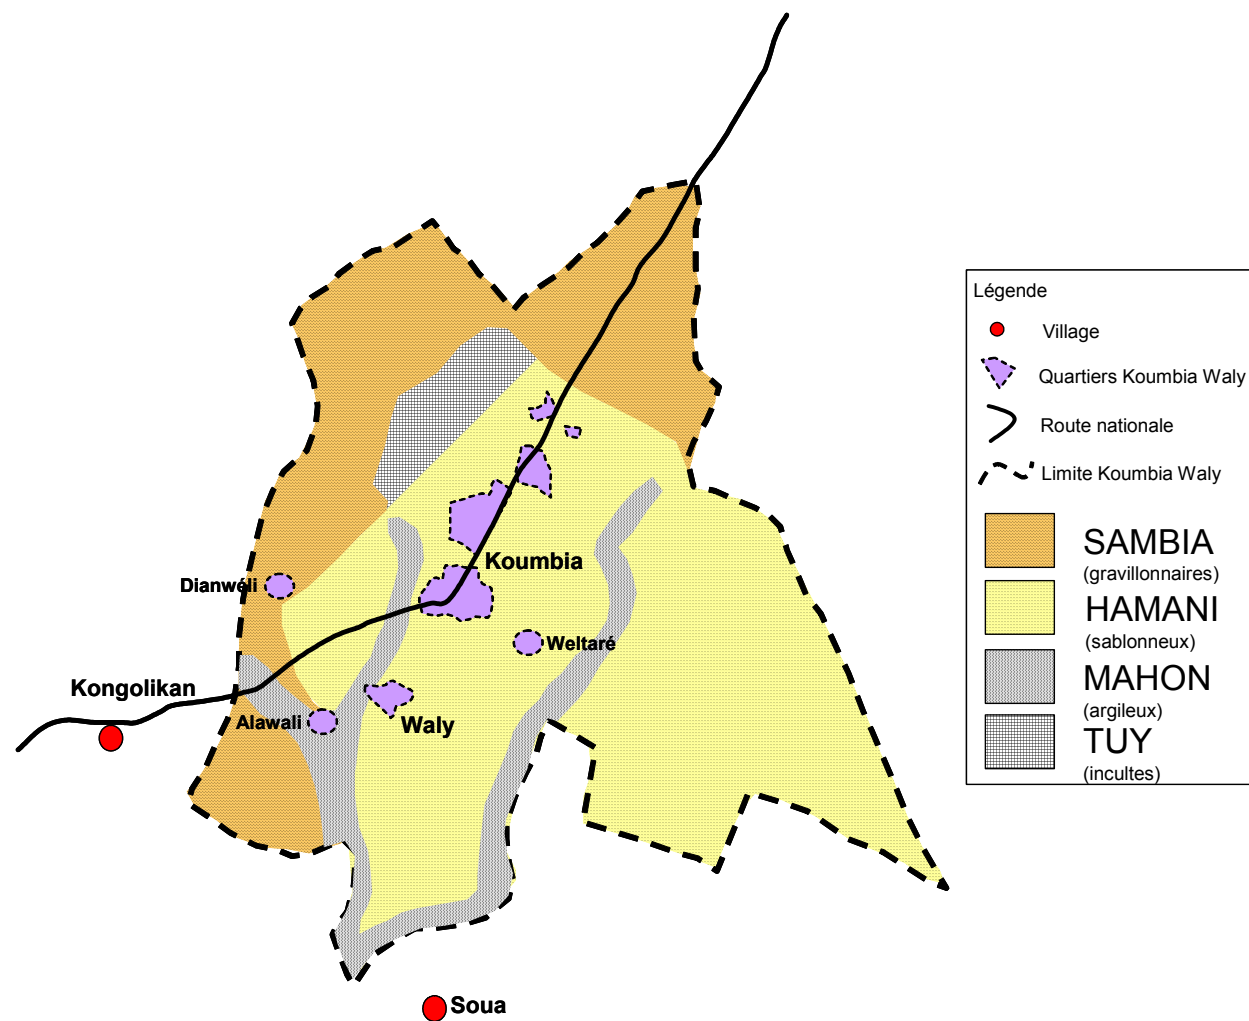 Légende
Village
Quartiers Koumbia Waly
Route nationale
Limite Koumbia Waly
SAMBIA
(gravillonnaires)
HAMANI
(sablonneux)
MAHON
(argileux)
TUY
(incultes)
Koumbia
Dianwéli
Weltaré
Kongolikan
Alawali
Waly
Soua